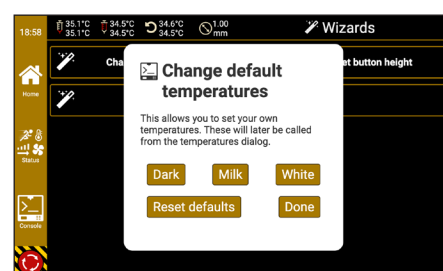 18:58
35.1°C
35.1°C
34.5°C
34.5°C
34.6°C
34.5°C
1.00
mm
Wizards
Home
Status
Console
Cha
et button height
Change default
temperatures
This allows you to set your own
temperatures. These will later be called
from the temperatures dialog.
Dark
Milk
White
Reset defaults
Done